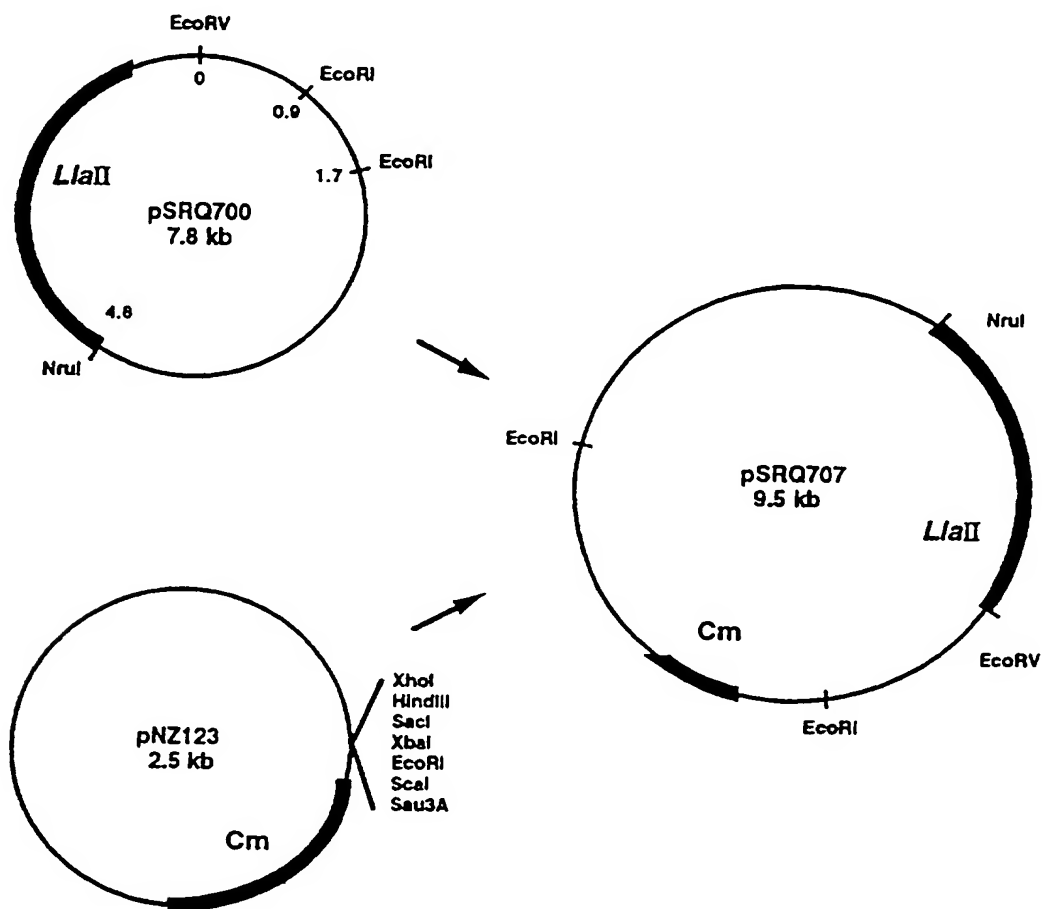 EcoRV
0
EcoRI
0.9
EcoRI
1.7
LlaII
pSRQ700
7.8 kb
4.8
NruI
NruI
EcoRI
pSRQ707
9.5 kb
LlaII
Cm
EcoRV
EcoRI
XhoI
HindIII
SacI
XbaI
EcoRI
ScaI
Sau3A
pNZ123
2.5 kb
Cm